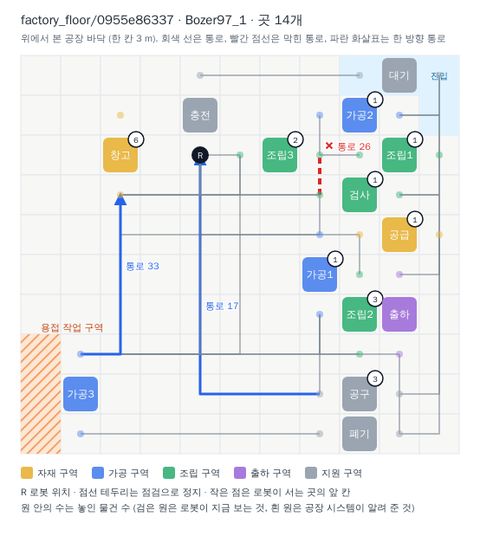 factory_floor/0955e86337 · Bozer97_1 · 곳 14개
위에서 본 공장 바닥 (한 칸 3 m). 회색 선은 통로, 빨간 점선은 막힌 통로, 파란 화살표는 한 방향 통로
대기
충전
가공2 1
창고 6
R
조립3 2
✕ 통로 26
조립1 1
검사 1
공급 1
통로 33
가공1 1
통로 17
조립2 3
출하
용접 작업 구역
가공3
공구 3
폐기
자재 구역 가공 구역 조립 구역 출하 구역 지원 구역
R 로봇 위치 · 점선 테두리는 점검으로 정지 · 작은 점은 로봇이 서는 곳의 앞 칸
원 안의 수는 놓인 물건 수 (검은 원은 로봇이 지금 보는 것, 흰 원은 공장 시스템이 알려 준 것)